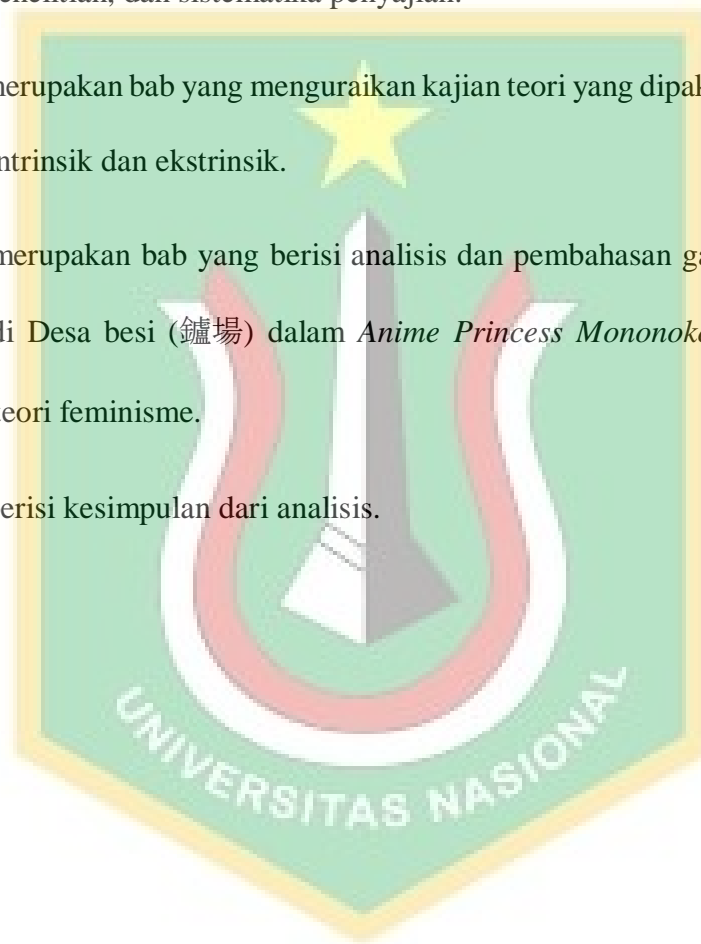 enelitian, dan sistematika penyajian.
merupakan bab yang menguraikan kajian teori yang dipak
ntrinsik dan ekstrinsik.
merupakan bab yang berisi analisis dan pembahasan ga
di Desa besi (鑪場) dalam Anime Princess Mononoke
teori feminisme.
erisi kesimpulan dari analisis.
UNIVERSITAS NASIONAL